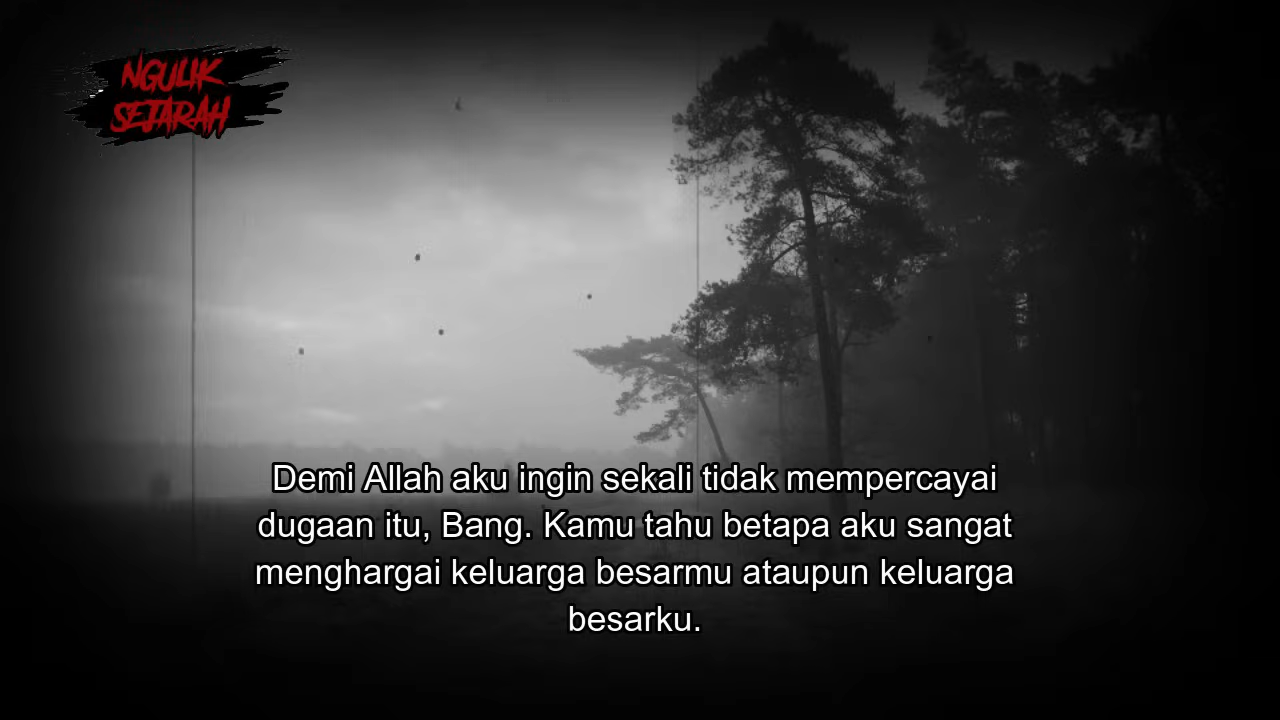 NGULIK
SEJARAH
Demi Allah aku ingin sekali tidak mempercayai
dugaan itu, Bang. Kamu tahu betapa aku sangat
menghargai keluarga besarmu ataupun keluarga
besarku.